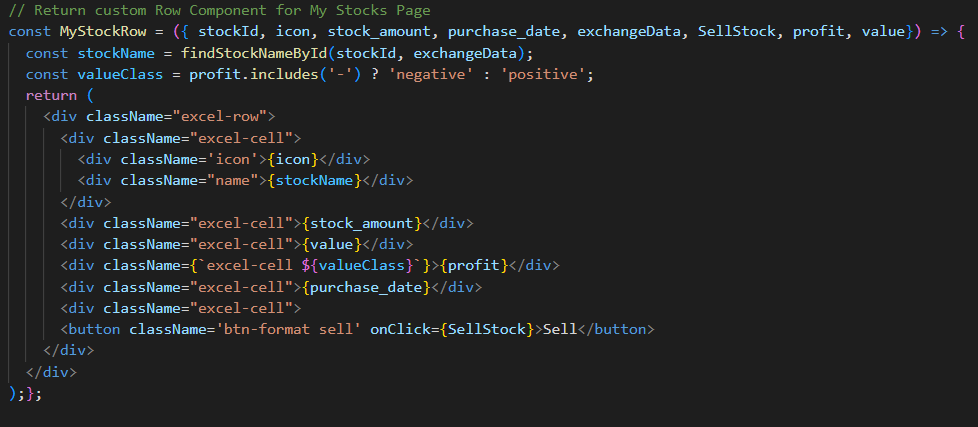 // Return custom Row Component for My Stocks Page
const MyStockRow = ({ stockId, icon, stock_amount, purchase_date, exchangeData, SellStock, profit, value}) => {
  const stockName = findStockNameById(stockId, exchangeData);
  const valueClass = profit.includes('-') ? 'negative' : 'positive';
  return (
    <div className="excel-row">
      <div className="excel-cell">
        <div className='icon'>{icon}</div>
        <div className="name">{stockName}</div>
      </div>
      <div className="excel-cell">{stock_amount}</div>
      <div className="excel-cell">{value}</div>
      <div className={`excel-cell ${valueClass}`}>{profit}</div>
      <div className="excel-cell">{purchase_date}</div>
      <div className="excel-cell">
      <button className='btn-format sell' onClick={SellStock}>Sell</button>
    </div>
  </div>
);};